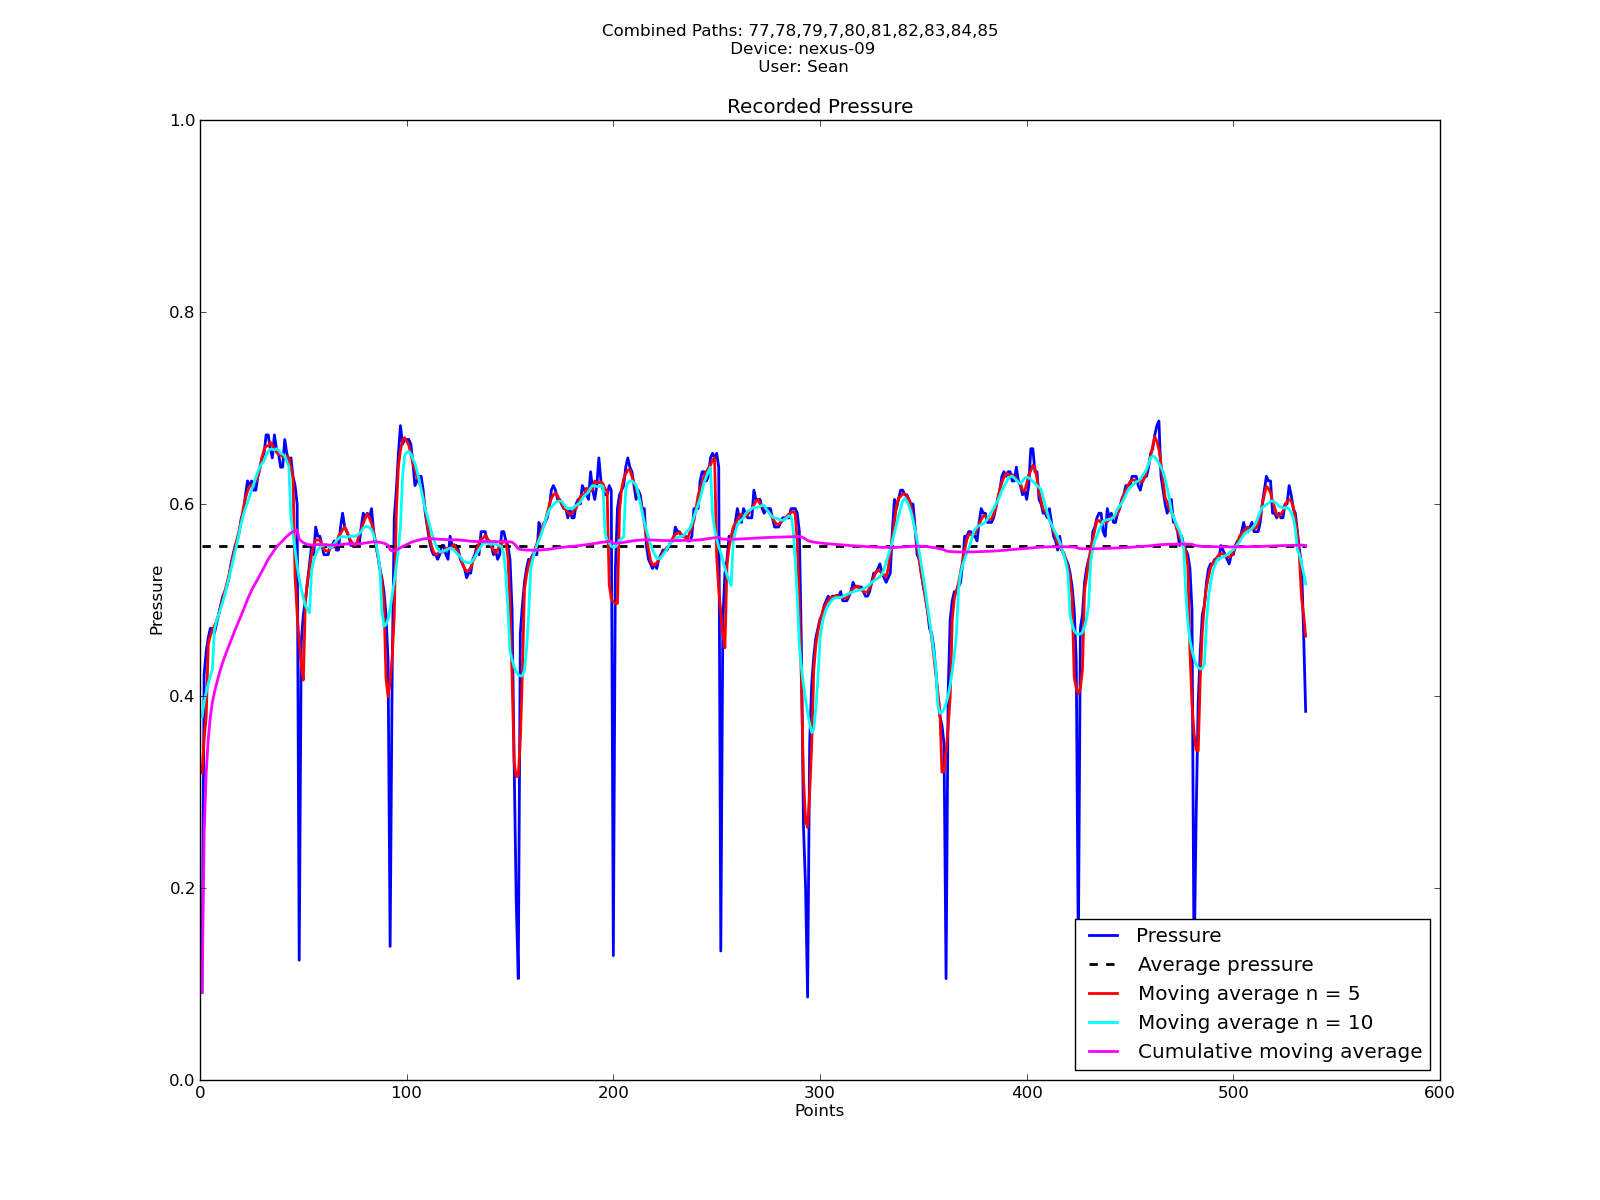 Combined Paths: 77,78,79,7,80,81,82,83,84,85
Device: nexus-09
User: Sean
Recorded Pressure
1.0
0.8
0.6
0.4
0.2
0.0
Pressure
0 100 200 300 400 500 600
Points
Pressure
Average pressure
Moving average n = 5
Moving average n = 10
Cumulative moving average